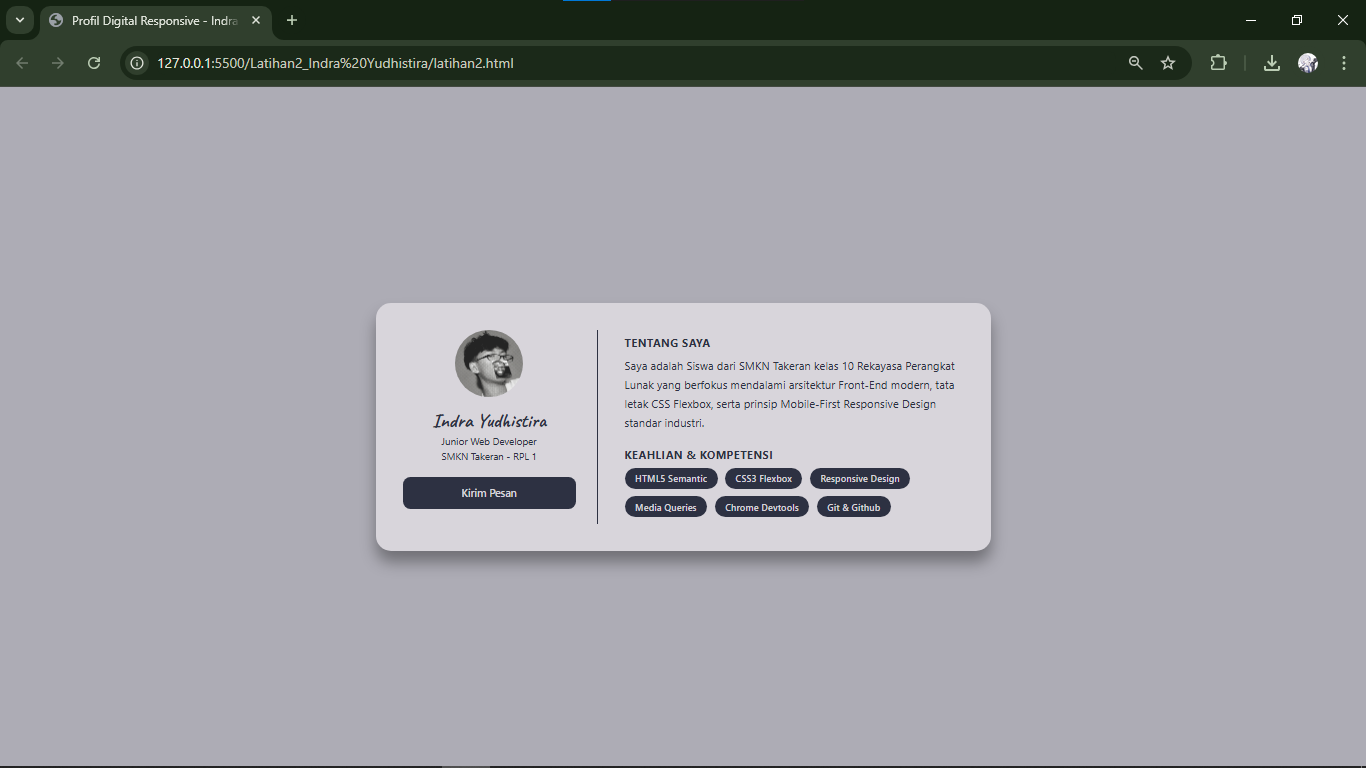 Profil Digital Responsive - Indra
127.0.0.1:5500/Latihan2_Indra%20Yudhistira/latihan2.html
Indra Yudhistira
Junior Web Developer
SMKN Takeran - RPL 1
Kirim Pesan
TENTANG SAYA
Saya adalah Siswa dari SMKN Takeran kelas 10 Rekayasa Perangkat
Lunak yang berfokus mendalami arsitektur Front-End modern, tata
letak CSS Flexbox, serta prinsip Mobile-First Responsive Design
standar industri.
KEAHLIAN & KOMPETENSI
HTML5 Semantic CSS3 Flexbox Responsive Design
Media Queries Chrome Devtools Git & Github